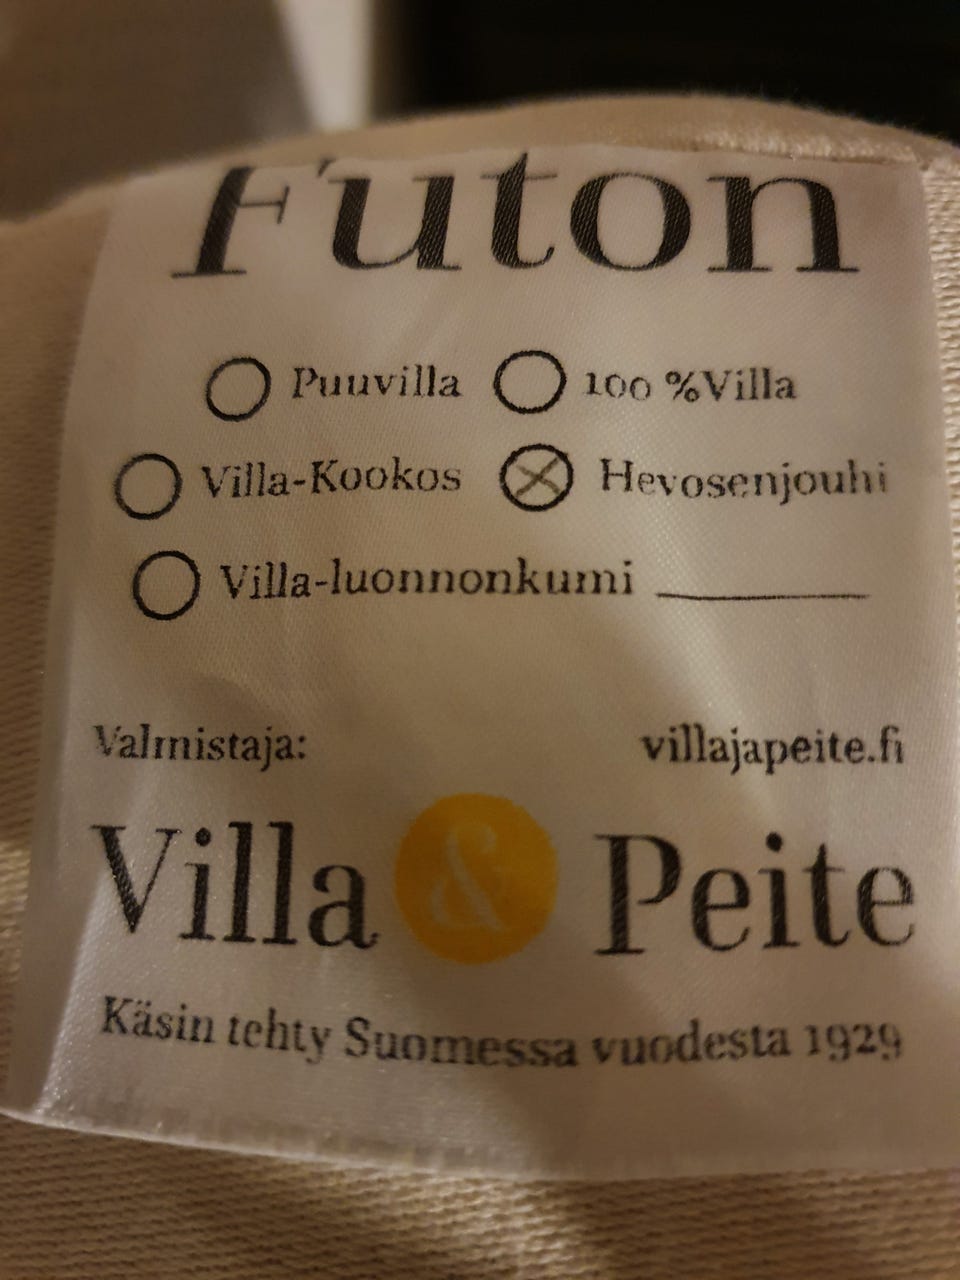 Futon
Puuvilla 100 %Villa
Villa-Kookos Hevosenjouhi
Villa-luonnonkumi
Valmistaja: villajapeite.fi
Villa & Peite
Käsin tehty Suomessa vuodesta 1929